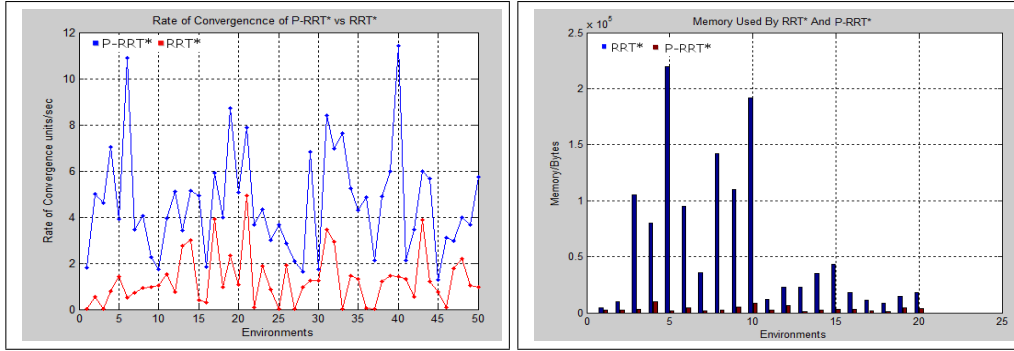 Rate of Convergencnce of P-RRT* vs RRT*
P-RRT* RRT*
12
10
8
6
4
2
0
Rate of Convergence units/sec
0 5 10 15 20 25 30 35 40 45 50
Environments
Memory Used By RRT* And P-RRT*
x 10^5
RRT* P-RRT*
2.5
2
1.5
1
0.5
0
Memory/Bytes
0 5 10 15 20 25
Environments